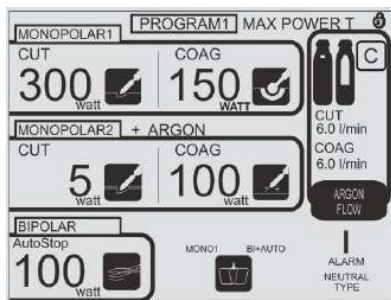 PROGRAM1 MAX POWER T
MONOPOLAR1
CUT
300
watt
COAG
150
WATT
C
CUT
6.0 l/min
COAG
6.0 l/min
ARGON
FLOW
MONOPOLAR2 + ARGON
CUT
5
watt
COAG
100
watt
BIPOLAR
AutoStop
100
watt
MONO1 BI+AUTO
ALARM
NEUTRAL
TYPE